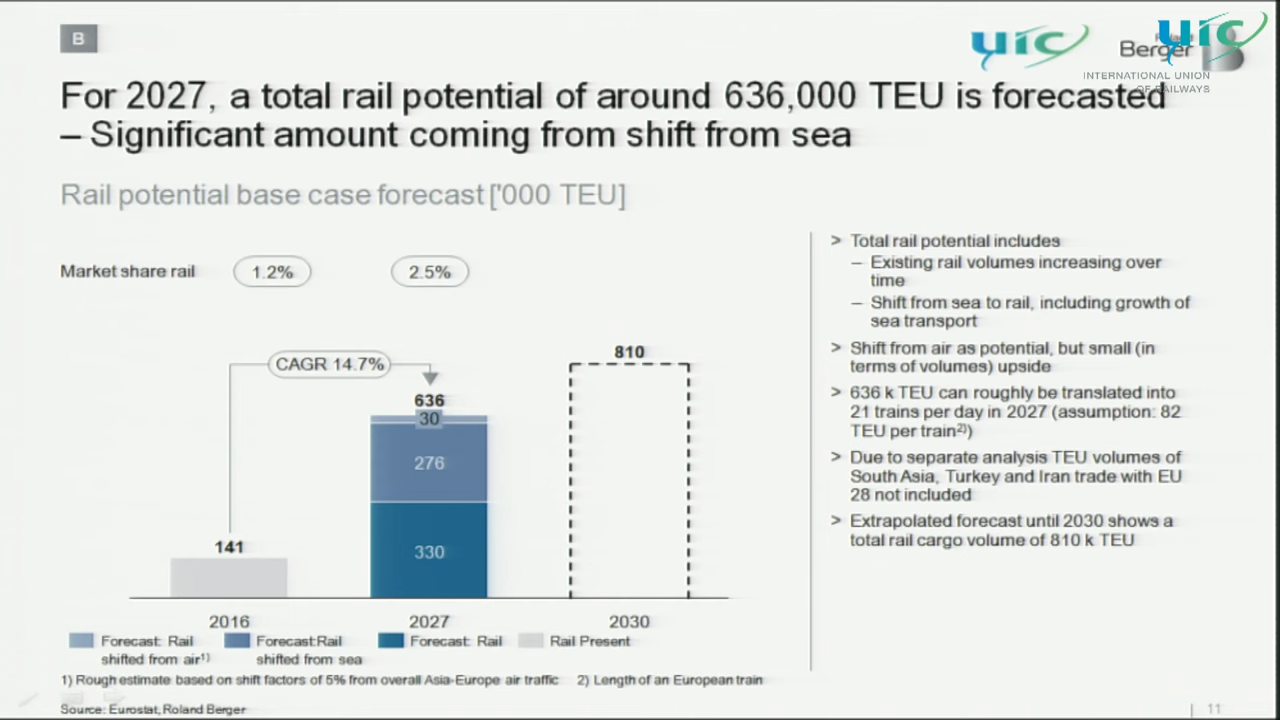 B
uic
Berger
uic
INTERNATIONAL UNION
OF RAILWAYS
For 2027, a total rail potential of around 636,000 TEU is forecasted
– Significant amount coming from shift from sea
Rail potential base case forecast ['000 TEU]
Market share rail 1.2% 2.5%
CAGR 14.7%
810
636
30
276
141
330
2016 2027 2030
Forecast: Rail shifted from air1)
Forecast:Rail shifted from sea
Forecast: Rail
Rail Present
> Total rail potential includes
– Existing rail volumes increasing over
time
– Shift from sea to rail, including growth of
sea transport
> Shift from air as potential, but small (in
terms of volumes) upside
> 636 k TEU can roughly be translated into
21 trains per day in 2027 (assumption: 82
TEU per train2))
> Due to separate analysis TEU volumes of
South Asia, Turkey and Iran trade with EU
28 not included
> Extrapolated forecast until 2030 shows a
total rail cargo volume of 810 k TEU
1) Rough estimate based on shift factors of 5% from overall Asia-Europe air traffic 2) Length of an European train
Source: Eurostat, Roland Berger
11